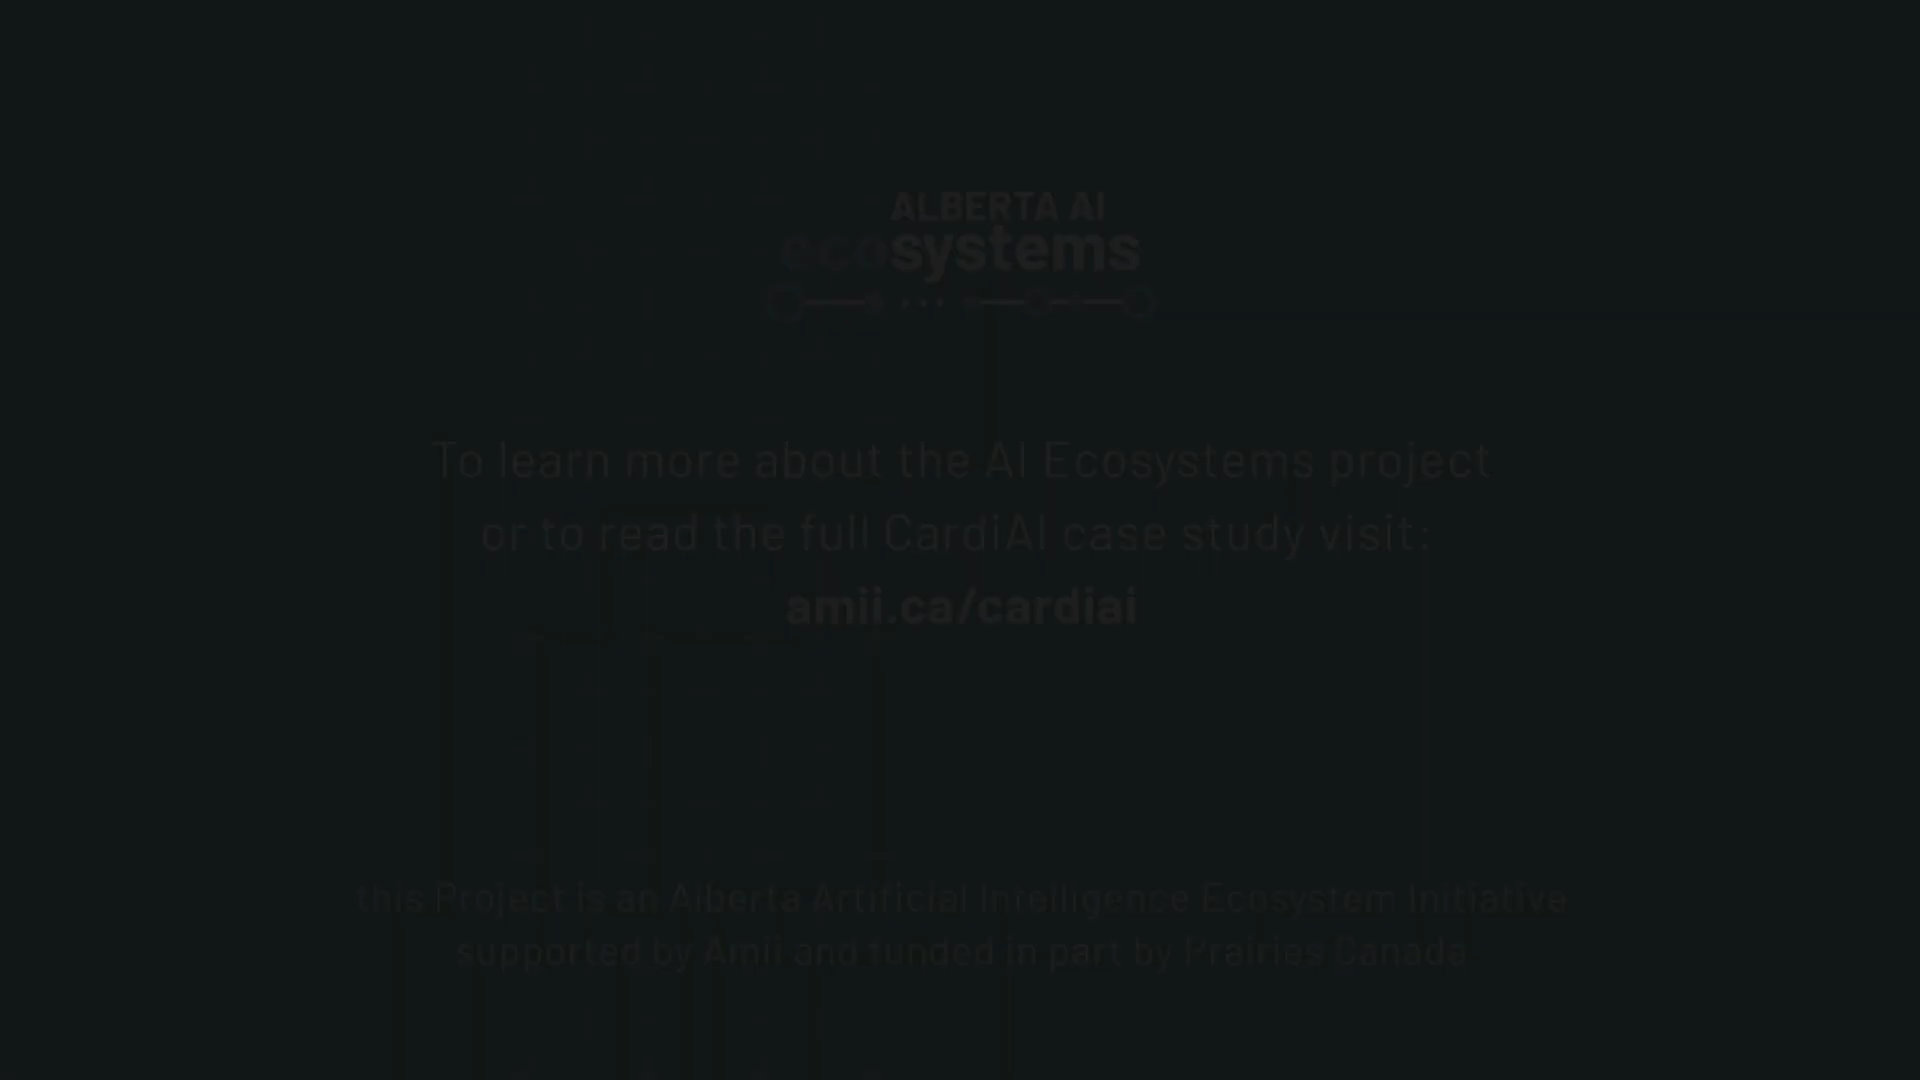 ALBERTA AI
ecosystems
To learn more about the AI Ecosystems project
or to read the full CardiAI case study visit:
amii.ca/cardiai
this Project is an Alberta Artificial Intelligence Ecosystem Initiative
supported by Amii and funded in part by Prairies Canada